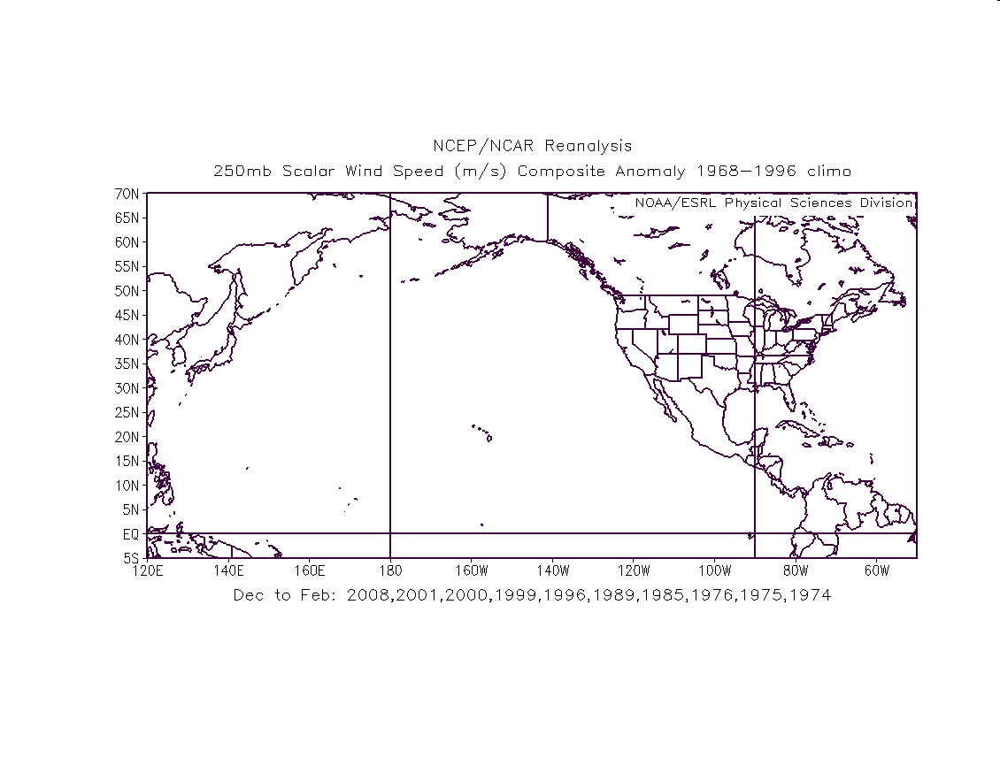 NCEP/NCAR Reanalysis
250mb Scalar Wind Speed (m/s) Composite Anomaly 1968-1996 climo
NOAA/ESRL Physical Sciences Division
70N
65N
60N
55N
50N
45N
40N
35N
30N
25N
20N
15N
10N
5N
EQ
5S
120E 140E 160E 180 160W 140W 120W 100W 80W 60W
Dec to Feb: 2008,2001,2000,1999,1996,1989,1985,1976,1975,1974